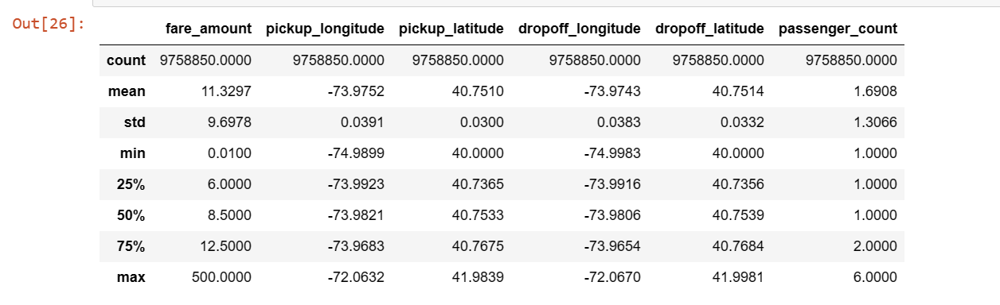 Out[26]:
fare_amount pickup_longitude pickup_latitude dropoff_longitude dropoff_latitude passenger_count
count 9758850.0000 9758850.0000 9758850.0000 9758850.0000 9758850.0000 9758850.0000
mean 11.3297 -73.9752 40.7510 -73.9743 40.7514 1.6908
std 9.6978 0.0391 0.0300 0.0383 0.0332 1.3066
min 0.0100 -74.9899 40.0000 -74.9983 40.0000 1.0000
25% 6.0000 -73.9923 40.7365 -73.9916 40.7356 1.0000
50% 8.5000 -73.9821 40.7533 -73.9806 40.7539 1.0000
75% 12.5000 -73.9683 40.7675 -73.9654 40.7684 2.0000
max 500.0000 -72.0632 41.9839 -72.0670 41.9981 6.0000